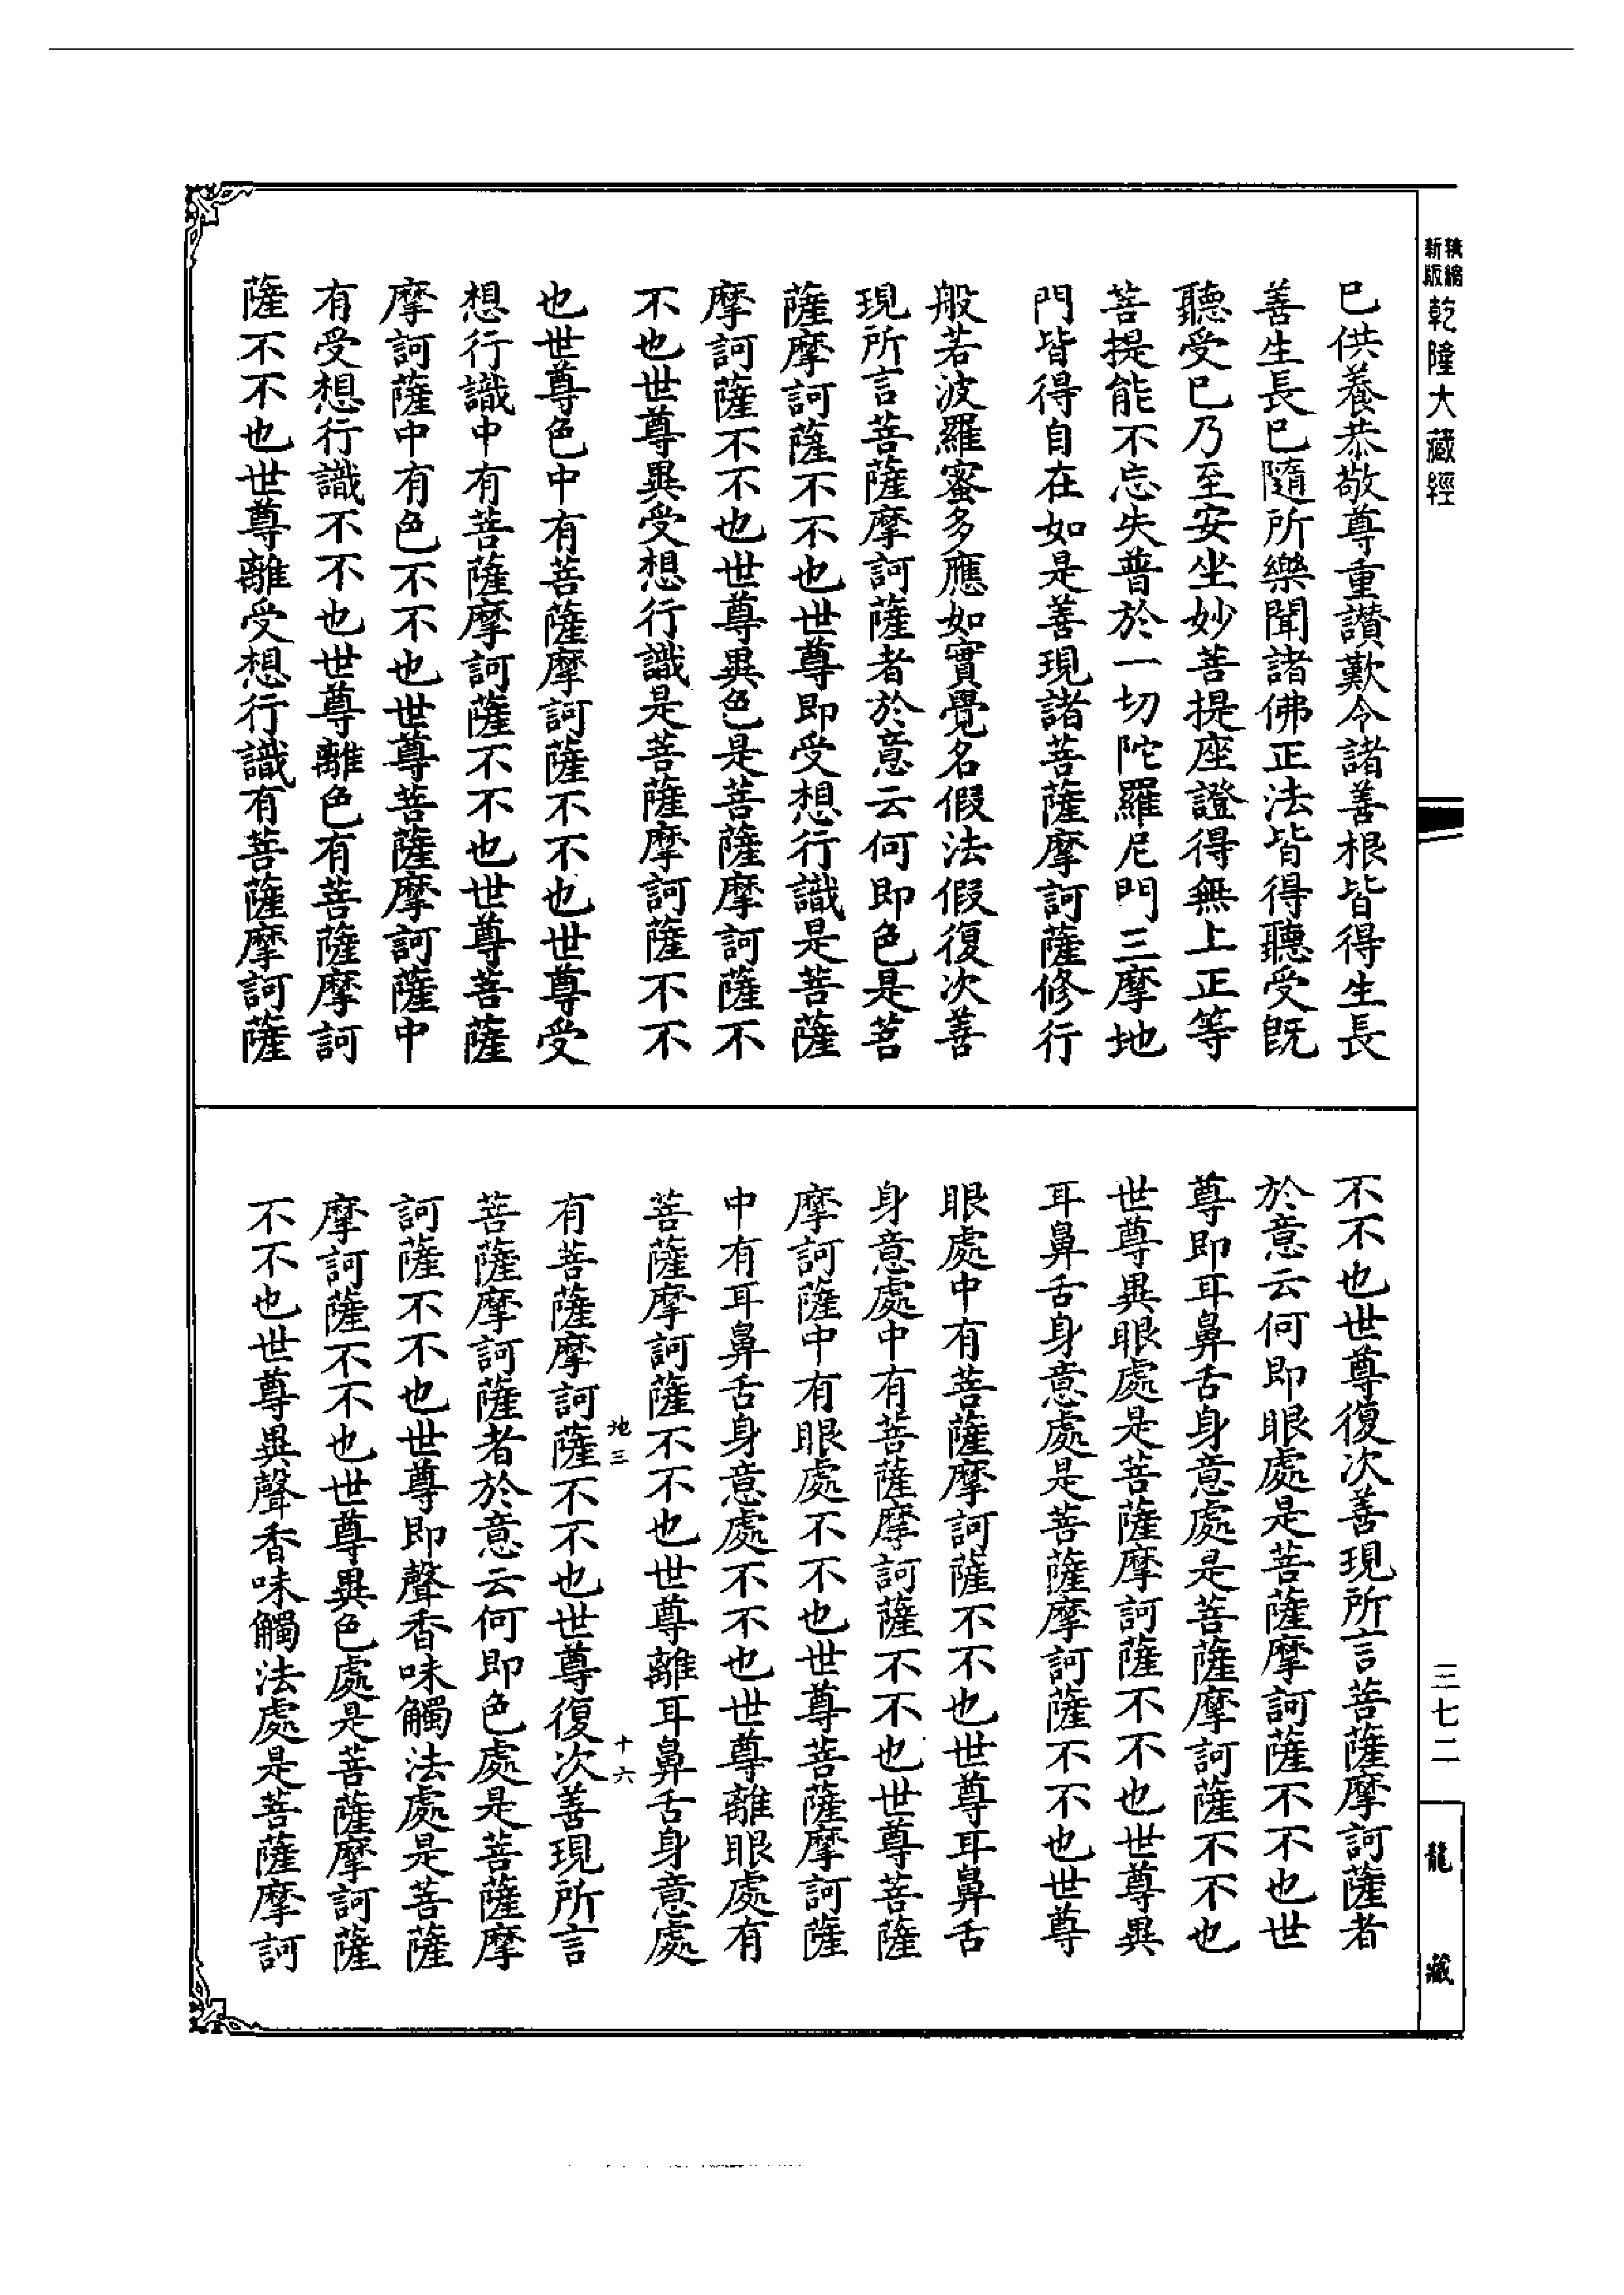 新版
縮
乾隆大藏經
三七二
龍藏
已供養恭敬尊重讚歎令諸善根皆得生長
善生長已隨所樂聞諸佛正法皆得聽受既
聽受已乃至安坐妙菩提座證得無上正等
菩提能不忘失普於一切陀羅尼門三摩地
門皆得自在如是善現諸菩薩摩訶薩修行
般若波羅蜜多應如實覺名假法假復次善
現所言菩薩摩訶薩者於意云何即色是菩
薩摩訶薩不不也世尊即受想行識是菩薩
摩訶薩不不也世尊異色是菩薩摩訶薩不
不也世尊異受想行識是菩薩摩訶薩不不
也世尊色中有菩薩摩訶薩不不也世尊受
想行識中有菩薩摩訶薩不不也世尊菩薩
摩訶薩中有色不不也世尊菩薩摩訶薩中
有受想行識不不也世尊離色有菩薩摩訶
薩不不也世尊離受想行識有菩薩摩訶薩
不不也世尊復次善現所言菩薩摩訶薩者
於意云何即眼處是菩薩摩訶薩不不也世
尊即耳鼻舌身意處是菩薩摩訶薩不不也
世尊異眼處是菩薩摩訶薩不不也世尊異
耳鼻舌身意處是菩薩摩訶薩不不也世尊
眼處中有菩薩摩訶薩不不也世尊耳鼻舌
身意處中有菩薩摩訶薩不不也世尊菩薩
摩訶薩中有眼處不不也世尊菩薩摩訶薩
中有耳鼻舌身意處不不也世尊離眼處有
菩薩摩訶薩不不也世尊離耳鼻舌身意處
地三 十六
有菩薩摩訶薩不不也世尊復次善現所言
菩薩摩訶薩者於意云何即色處是菩薩摩
訶薩不不也世尊即聲香味觸法處是菩薩
摩訶薩不不也世尊異色處是菩薩摩訶薩
不不也世尊異聲香味觸法處是菩薩摩訶